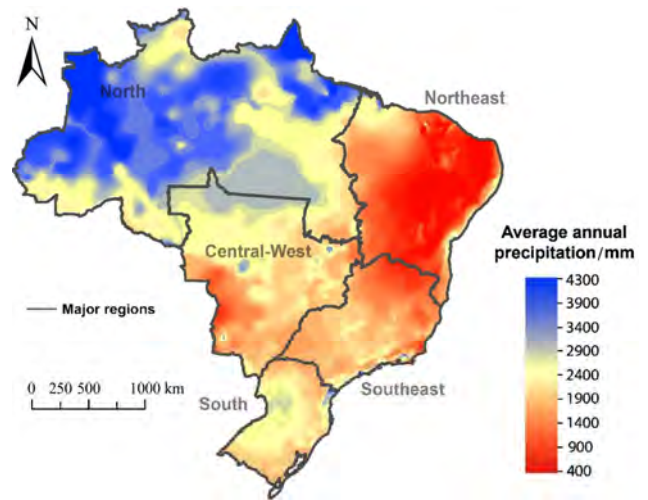 N
North
Northeast
Central-West
Average annual
precipitation/mm
4300
3900
3400
2900
2400
1900
1400
900
400
Major regions
0 250 500 1000 km
South
Southeast